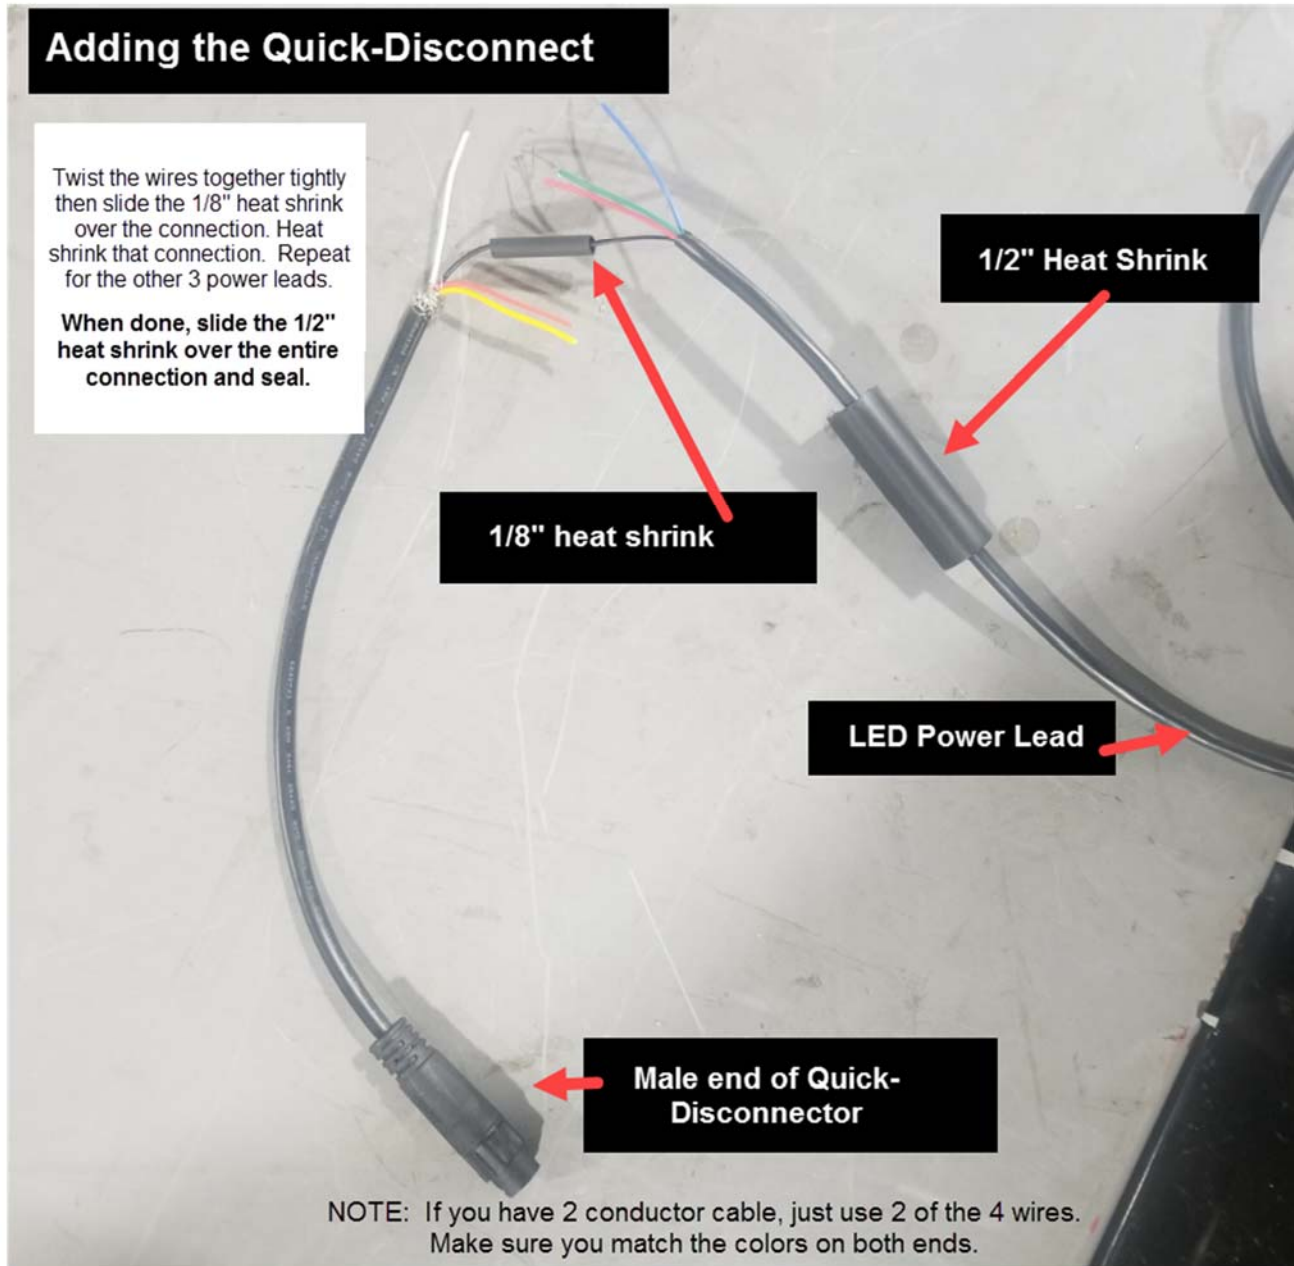 Adding the Quick-Disconnect
Twist the wires together tightly
then slide the 1/8" heat shrink
over the connection. Heat
shrink that connection.  Repeat
for the other 3 power leads.
When done, slide the 1/2"
heat shrink over the entire
connection and seal.
1/2" Heat Shrink
1/8" heat shrink
LED Power Lead
Male end of Quick-
Disconnector
NOTE:  If you have 2 conductor cable, just use 2 of the 4 wires.
Make sure you match the colors on both ends.